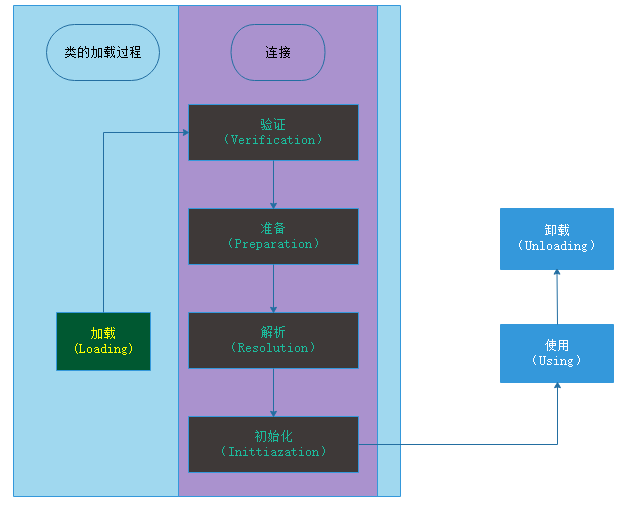 类的加载过程
连接
验证
（Verification）
准备
（Preparation）
解析
（Resolution）
初始化
（Inittiazation）
加载
（Loading）
卸载
（Unloading）
使用
（Using）